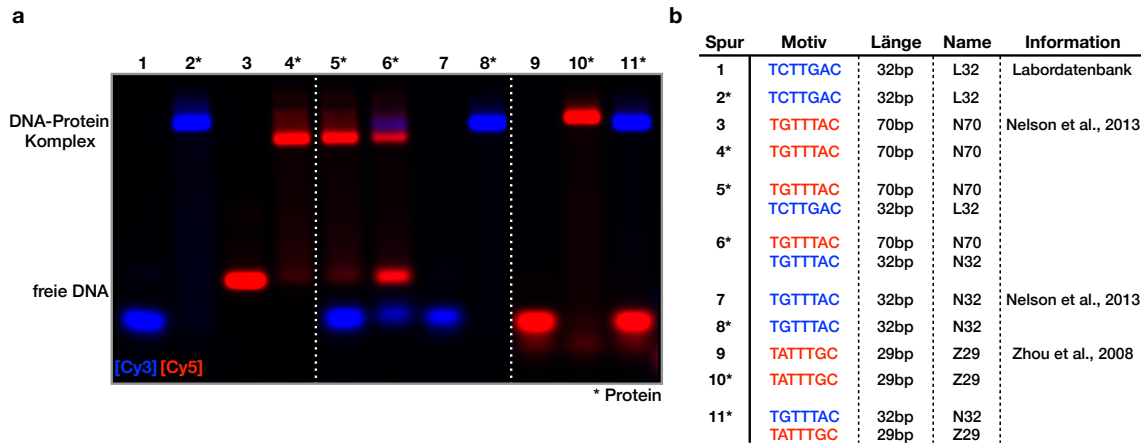 a
1 2* 3 4* 5* 6* 7 8* 9 10* 11*
DNA-Protein
Komplex
freie DNA
[Cy3] [Cy5]
* Protein
b
Spur Motiv Länge Name Information
1 TCTTGAC 32bp L32 Labordatenbank
2* TCTTGAC 32bp L32
3 TGTTTAC 70bp N70 Nelson et al., 2013
4* TGTTTAC 70bp N70
5* TGTTTAC 70bp N70
TCTTGAC 32bp L32
6* TGTTTAC 70bp N70
TGTTTAC 32bp N32
7 TGTTTAC 32bp N32 Nelson et al., 2013
8* TGTTTAC 32bp N32
9 TATTTGC 29bp Z29 Zhou et al., 2008
10* TATTTGC 29bp Z29
11* TGTTTAC 32bp N32
TATTTGC 29bp Z29